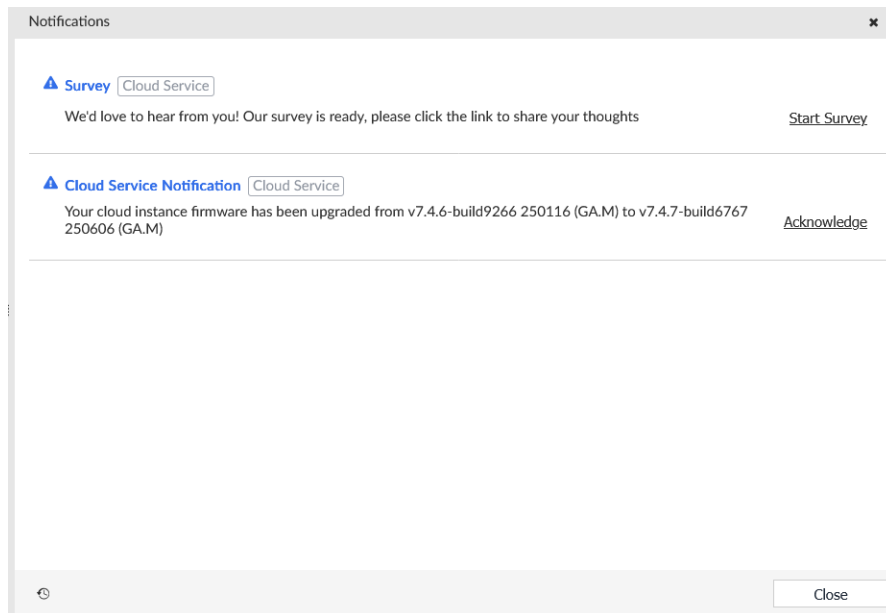 Notifications
Survey Cloud Service
We'd love to hear from you! Our survey is ready, please click the link to share your thoughts
Start Survey
Cloud Service Notification Cloud Service
Your cloud instance firmware has been upgraded from v7.4.6-build9266 250116 (GA.M) to v7.4.7-build6767
250606 (GA.M)
Acknowledge
Close